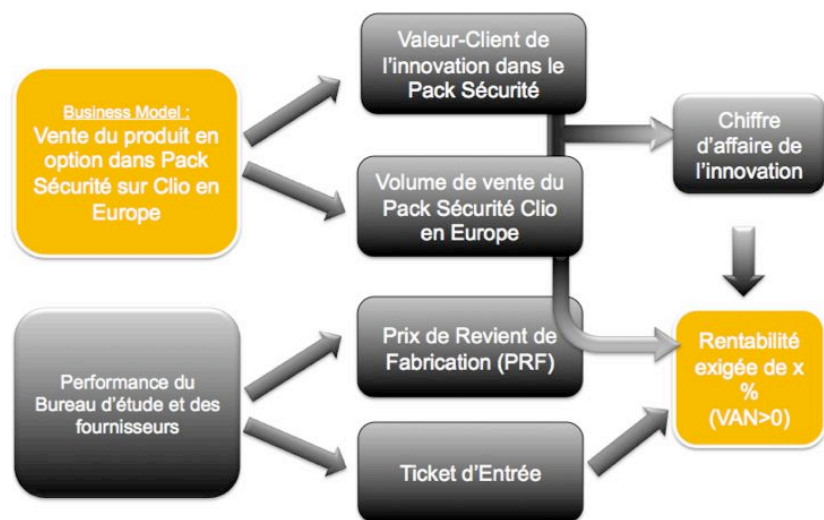 Business Model :
Vente du produit en
option dans Pack
Sécurité sur Clio en
Europe
Valeur-Client de
l'innovation dans le
Pack Sécurité
Volume de vente du
Pack Sécurité Clio
en Europe
Chiffre
d'affaire de
l'innovation
Performance du
Bureau d'étude et des
fournisseurs
Prix de Revient de
Fabrication (PRF)
Ticket d'Entrée
Rentabilité
exigée de x
%
(VAN>0)